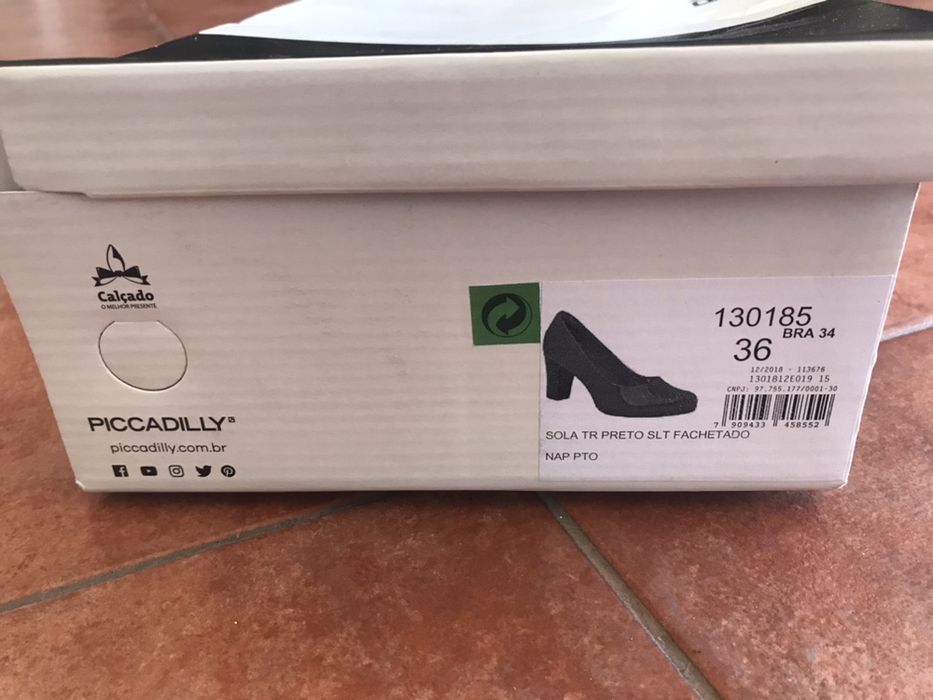 Calçado
O MELHOR PRESENTE
PICCADILLY
piccadilly.com.br
130185
BRA 34
36
12/2018 - 113676
1301812E019 15
CNPJ: 97.755.177/0001-30
7 909433 458552
SOLA TR PRETO SLT FACHETADO
NAP PTO